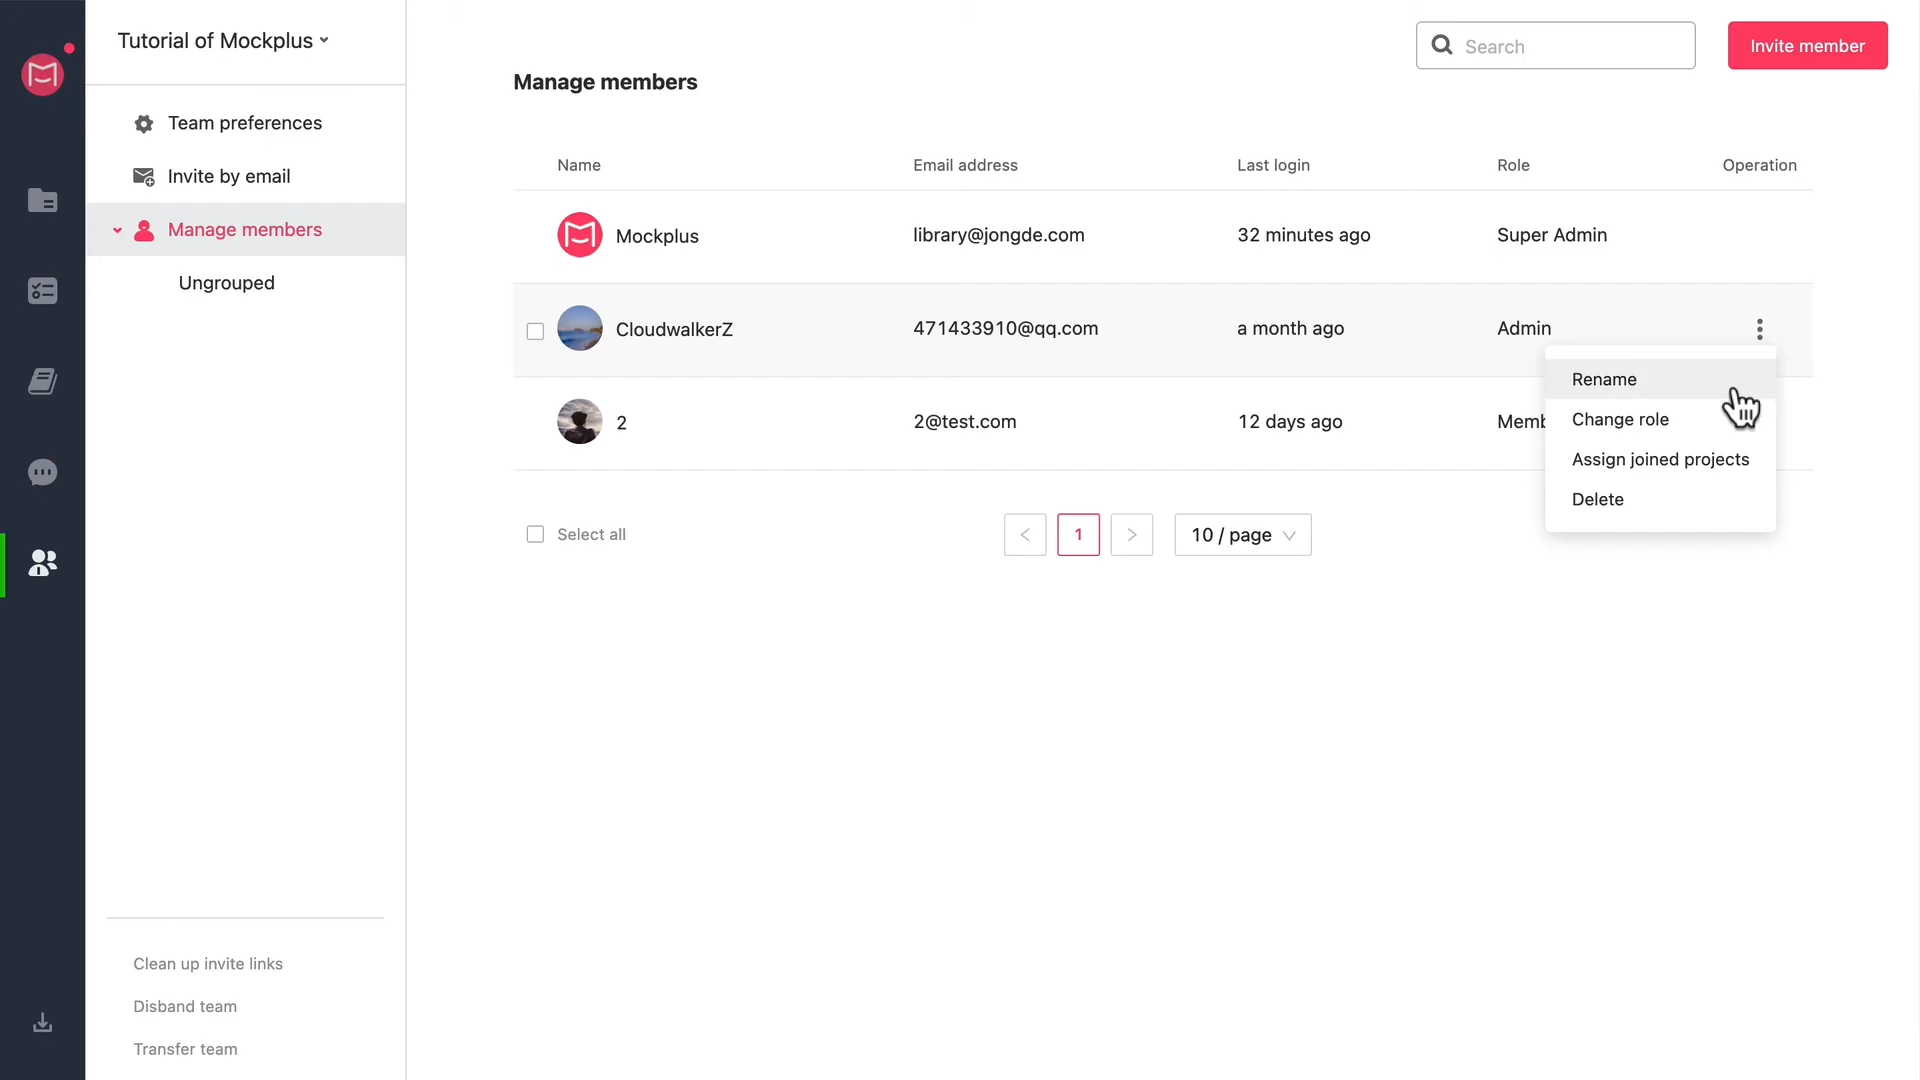 Tutorial of Mockplus
Search
Invite member
Manage members
Team preferences
Invite by email
Manage members
Ungrouped
Name Email address Last login Role Operation
Mockplus library@jongde.com 32 minutes ago Super Admin
CloudwalkerZ 471433910@qq.com a month ago Admin
2 2@test.com 12 days ago Memb
Rename
Change role
Assign joined projects
Delete
Select all
< 1 > 10 / page
Clean up invite links
Disband team
Transfer team